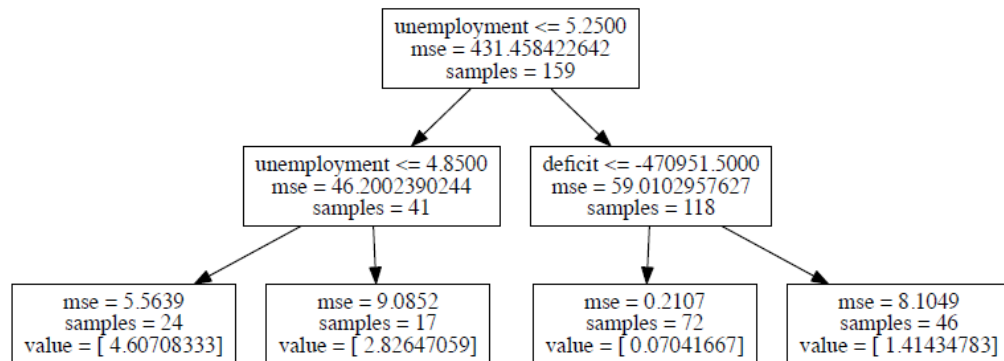 unemployment <= 5.2500
mse = 431.458422642
samples = 159
unemployment <= 4.8500
mse = 46.2002390244
samples = 41
deficit <= -470951.5000
mse = 59.0102957627
samples = 118
mse = 5.5639
samples = 24
value = [ 4.60708333]
mse = 9.0852
samples = 17
value = [ 2.82647059]
mse = 0.2107
samples = 72
value = [ 0.07041667]
mse = 8.1049
samples = 46
value = [ 1.41434783]